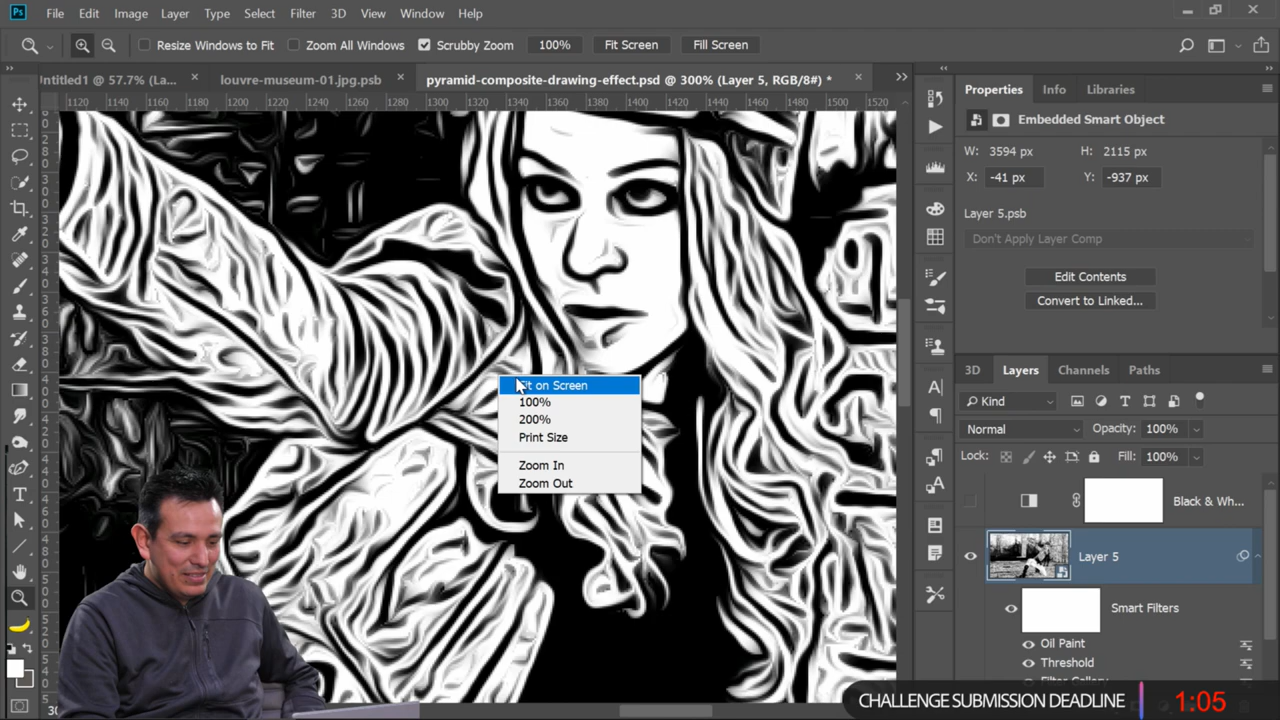 Ps File Edit Image Layer Type Select Filter 3D View Window Help
Resize Windows to Fit Zoom All Windows Scrubby Zoom 100% Fit Screen Fill Screen
Untitled1 @ 57.7% (La... × louvre-museum-01.jpg.psb × pyramid-composite-drawing-effect.psd @ 300% (Layer 5, RGB/8#) * ×
1120 1140 1160 1180 1200 1220 1240 1260 1280 1300 1320 1340 1360 1380 1400 1420 1440 1460 1480 1500 1520
Properties Info Libraries
Embedded Smart Object
W: 3594 px H: 2115 px
X: -41 px Y: -937 px
Layer 5.psb
Don't Apply Layer Comp
Edit Contents
Convert to Linked...
3D Layers Channels Paths
Kind
Normal Opacity: 100%
Lock: Fill: 100%
Black & Wh...
Layer 5
Smart Filters
Oil Paint
Threshold
Fit on Screen
100%
200%
Print Size
Zoom In
Zoom Out
CHALLENGE SUBMISSION DEADLINE 1:05